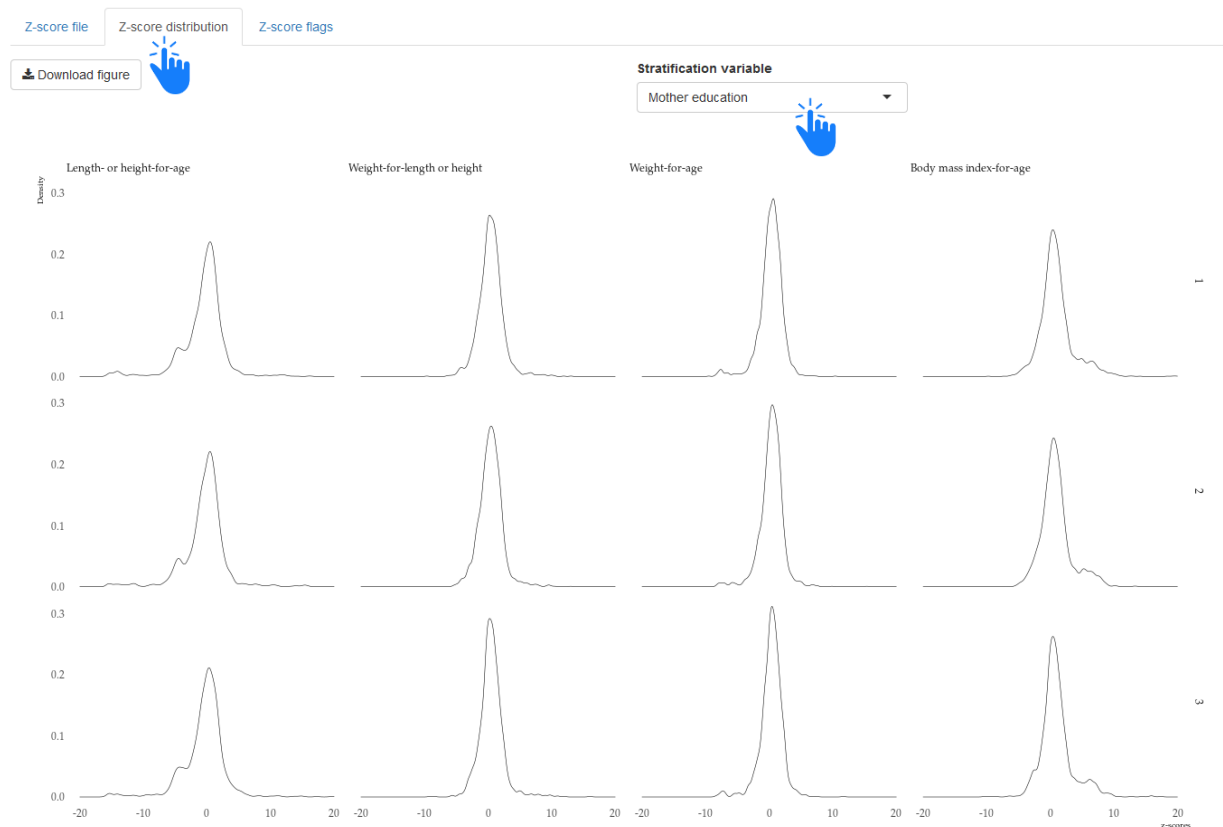 Z-score file Z-score distribution Z-score flags
Download figure
Stratification variable
Mother education
Length- or height-for-age Weight-for-length or height Weight-for-age Body mass index-for-age
Density
0.3
0.2
0.1
0.0
1
0.3
0.2
0.1
0.0
2
0.3
0.2
0.1
0.0
3
-20 -10 0 10 20 -20 -10 0 10 20 -20 -10 0 10 20 -20 -10 0 10 20
z-scores